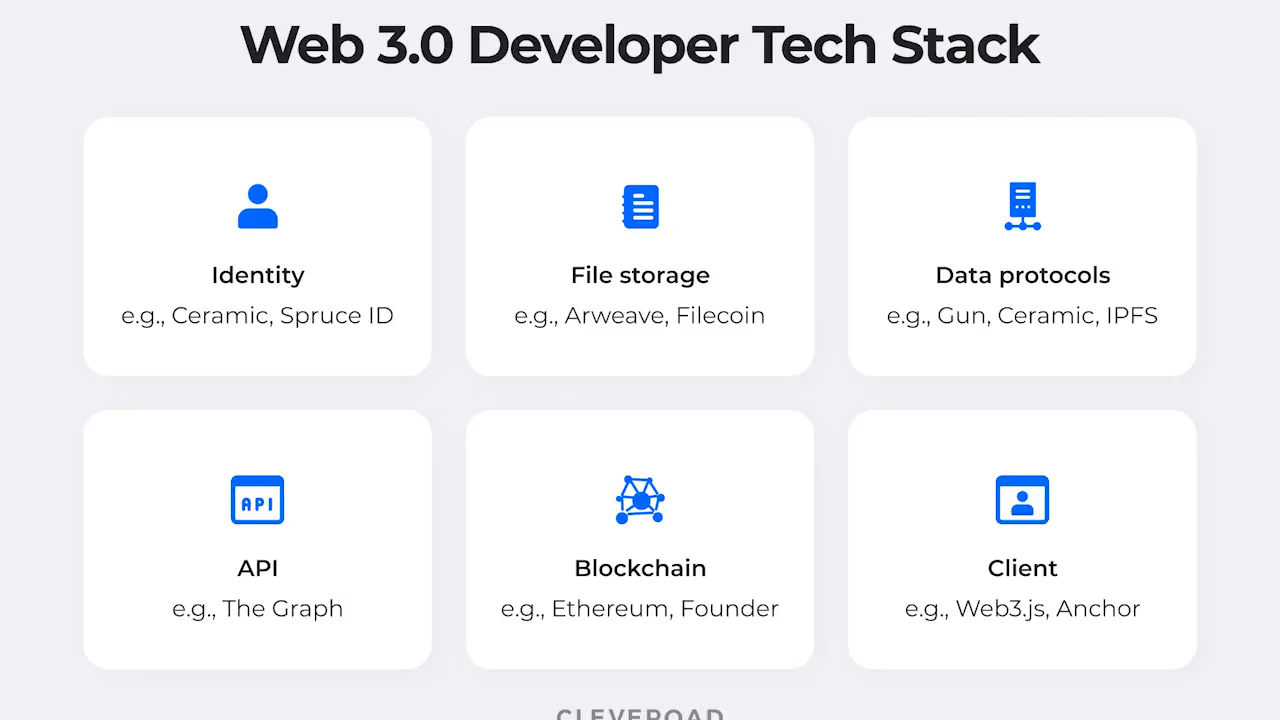 Web 3.0 Developer Tech Stack
Identity
e.g., Ceramic, Spruce ID
File storage
e.g., Arweave, Filecoin
Data protocols
e.g., Gun, Ceramic, IPFS
API
API
e.g., The Graph
Blockchain
e.g., Ethereum, Founder
Client
e.g., Web3.js, Anchor
CLEVEROAD